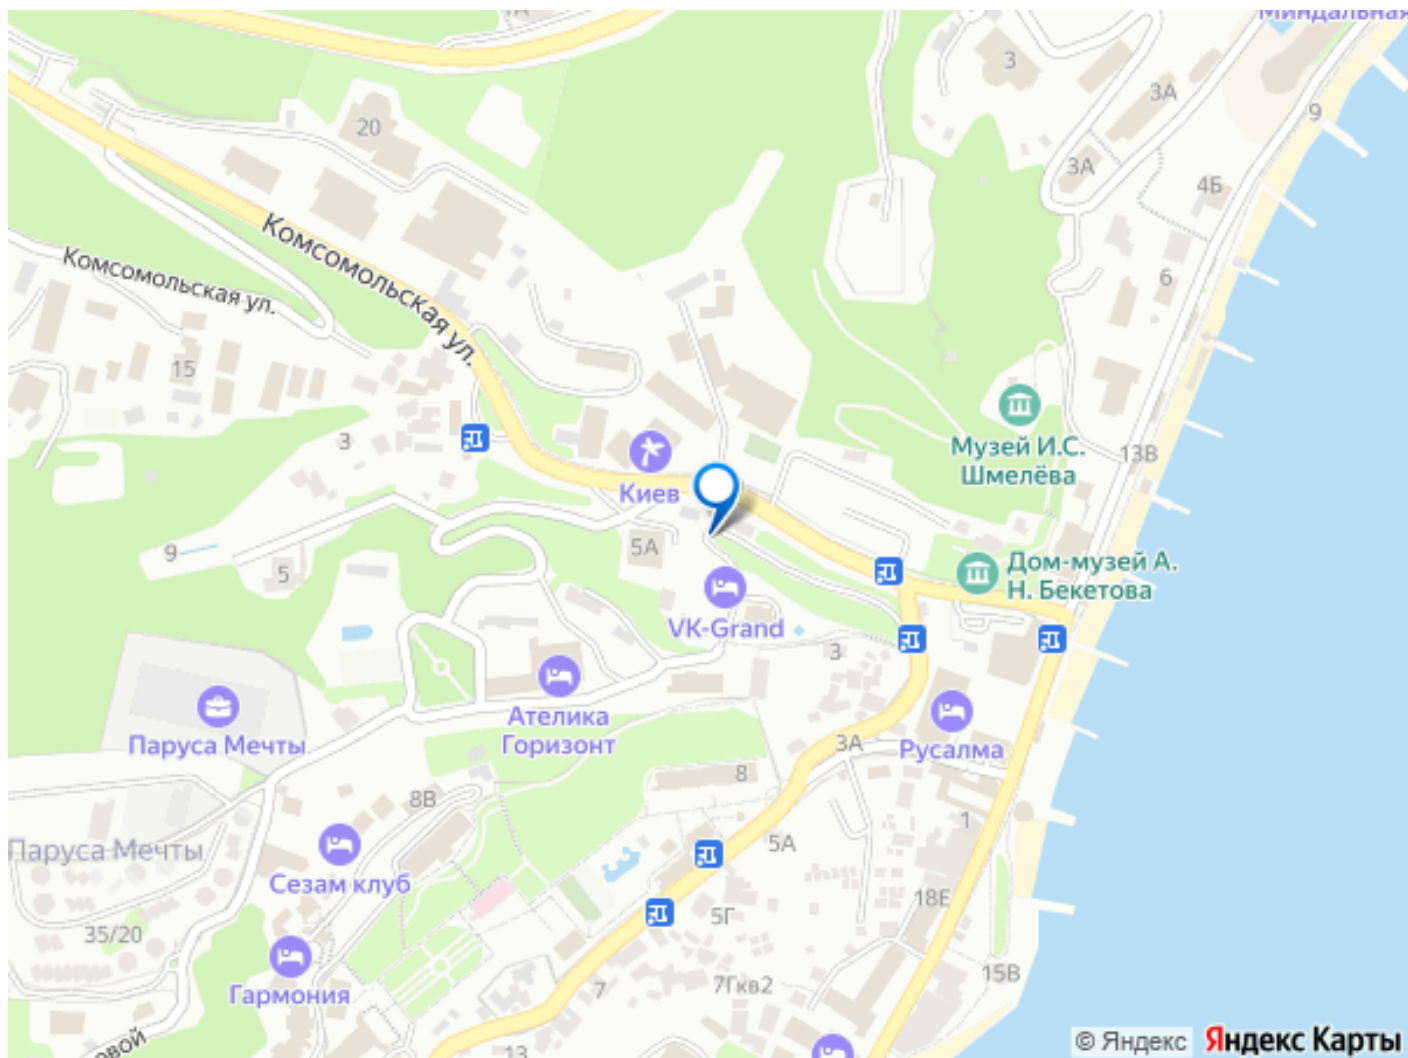 1А
Миндальная
3
3А
20
9
3А
4Б
Комсомольская ул.
Комсомольская ул.
6
15
3
Музей И.С.
Шмелёва
13В
Киев
5А
9
5
Дом-музей А.
Н. Бекетова
VK-Grand
3
Ателика
Горизонт
Паруса Мечты
Русалма
3А
8
8В
1
5А
Паруса Мечты
Сезам клуб
18Е
5Г
35/20
15В
7Гкв2
7
Гармония
13
© Яндекс
Яндекс Карты